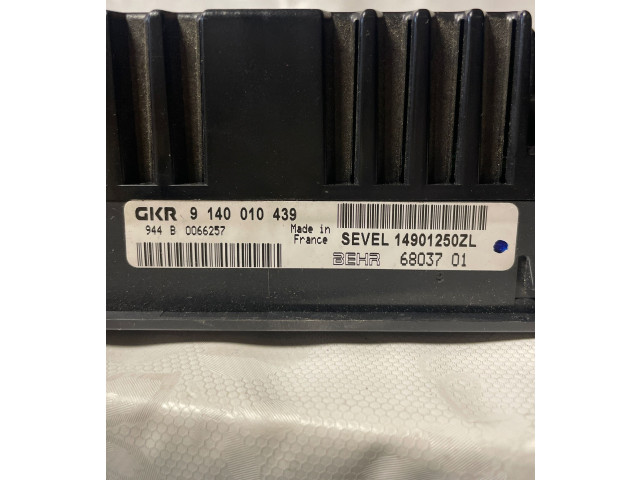 GKR 9 140 010 439
944 B 0066257
Made in
France
SEVEL 14901250ZL
BEHR 68037 01